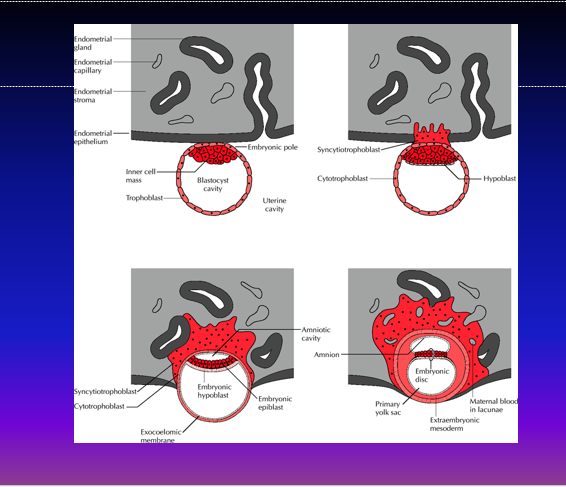 Endometrial
gland
Endometrial
capillary
Endometrial
stroma
Endometrial
epithelium
Embryonic pole
Inner cell
mass
Blastocyst
cavity
Trophoblast
Uterine
cavity
Syncytiotrophoblast
Cytotrophoblast
Hypoblast
Amniotic
cavity
Syncytiotrophoblast
Cytotrophoblast
Embryonic
hypoblast
Embryonic
epiblast
Exocoelomic
membrane
Amnion
Embryonic
disc
Primary
yolk sac
Maternal blood
in lacunae
Extraembryonic
mesoderm